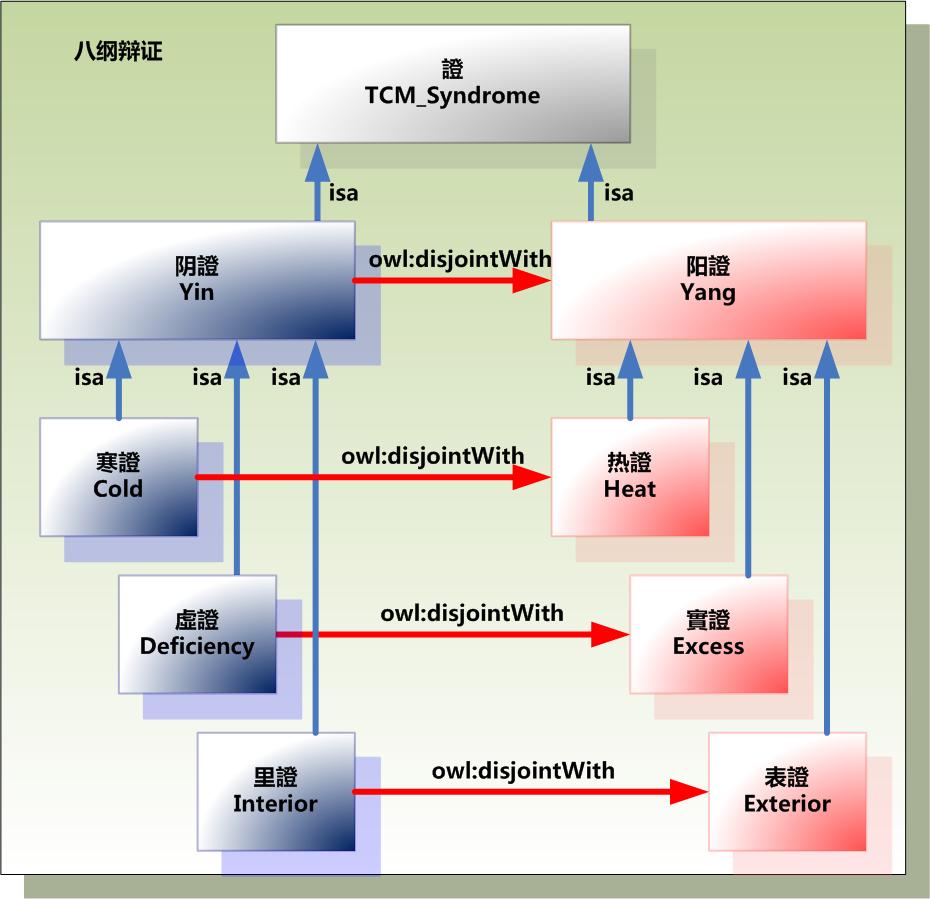 八纲辩证
證
TCM_Syndrome
isa
isa
阴證
Yin
owl:disjointWith
阳證
Yang
isa
isa
isa
isa
isa
isa
寒證
Cold
owl:disjointWith
热證
Heat
虛證
Deficiency
owl:disjointWith
實證
Excess
里證
Interior
owl:disjointWith
表證
Exterior